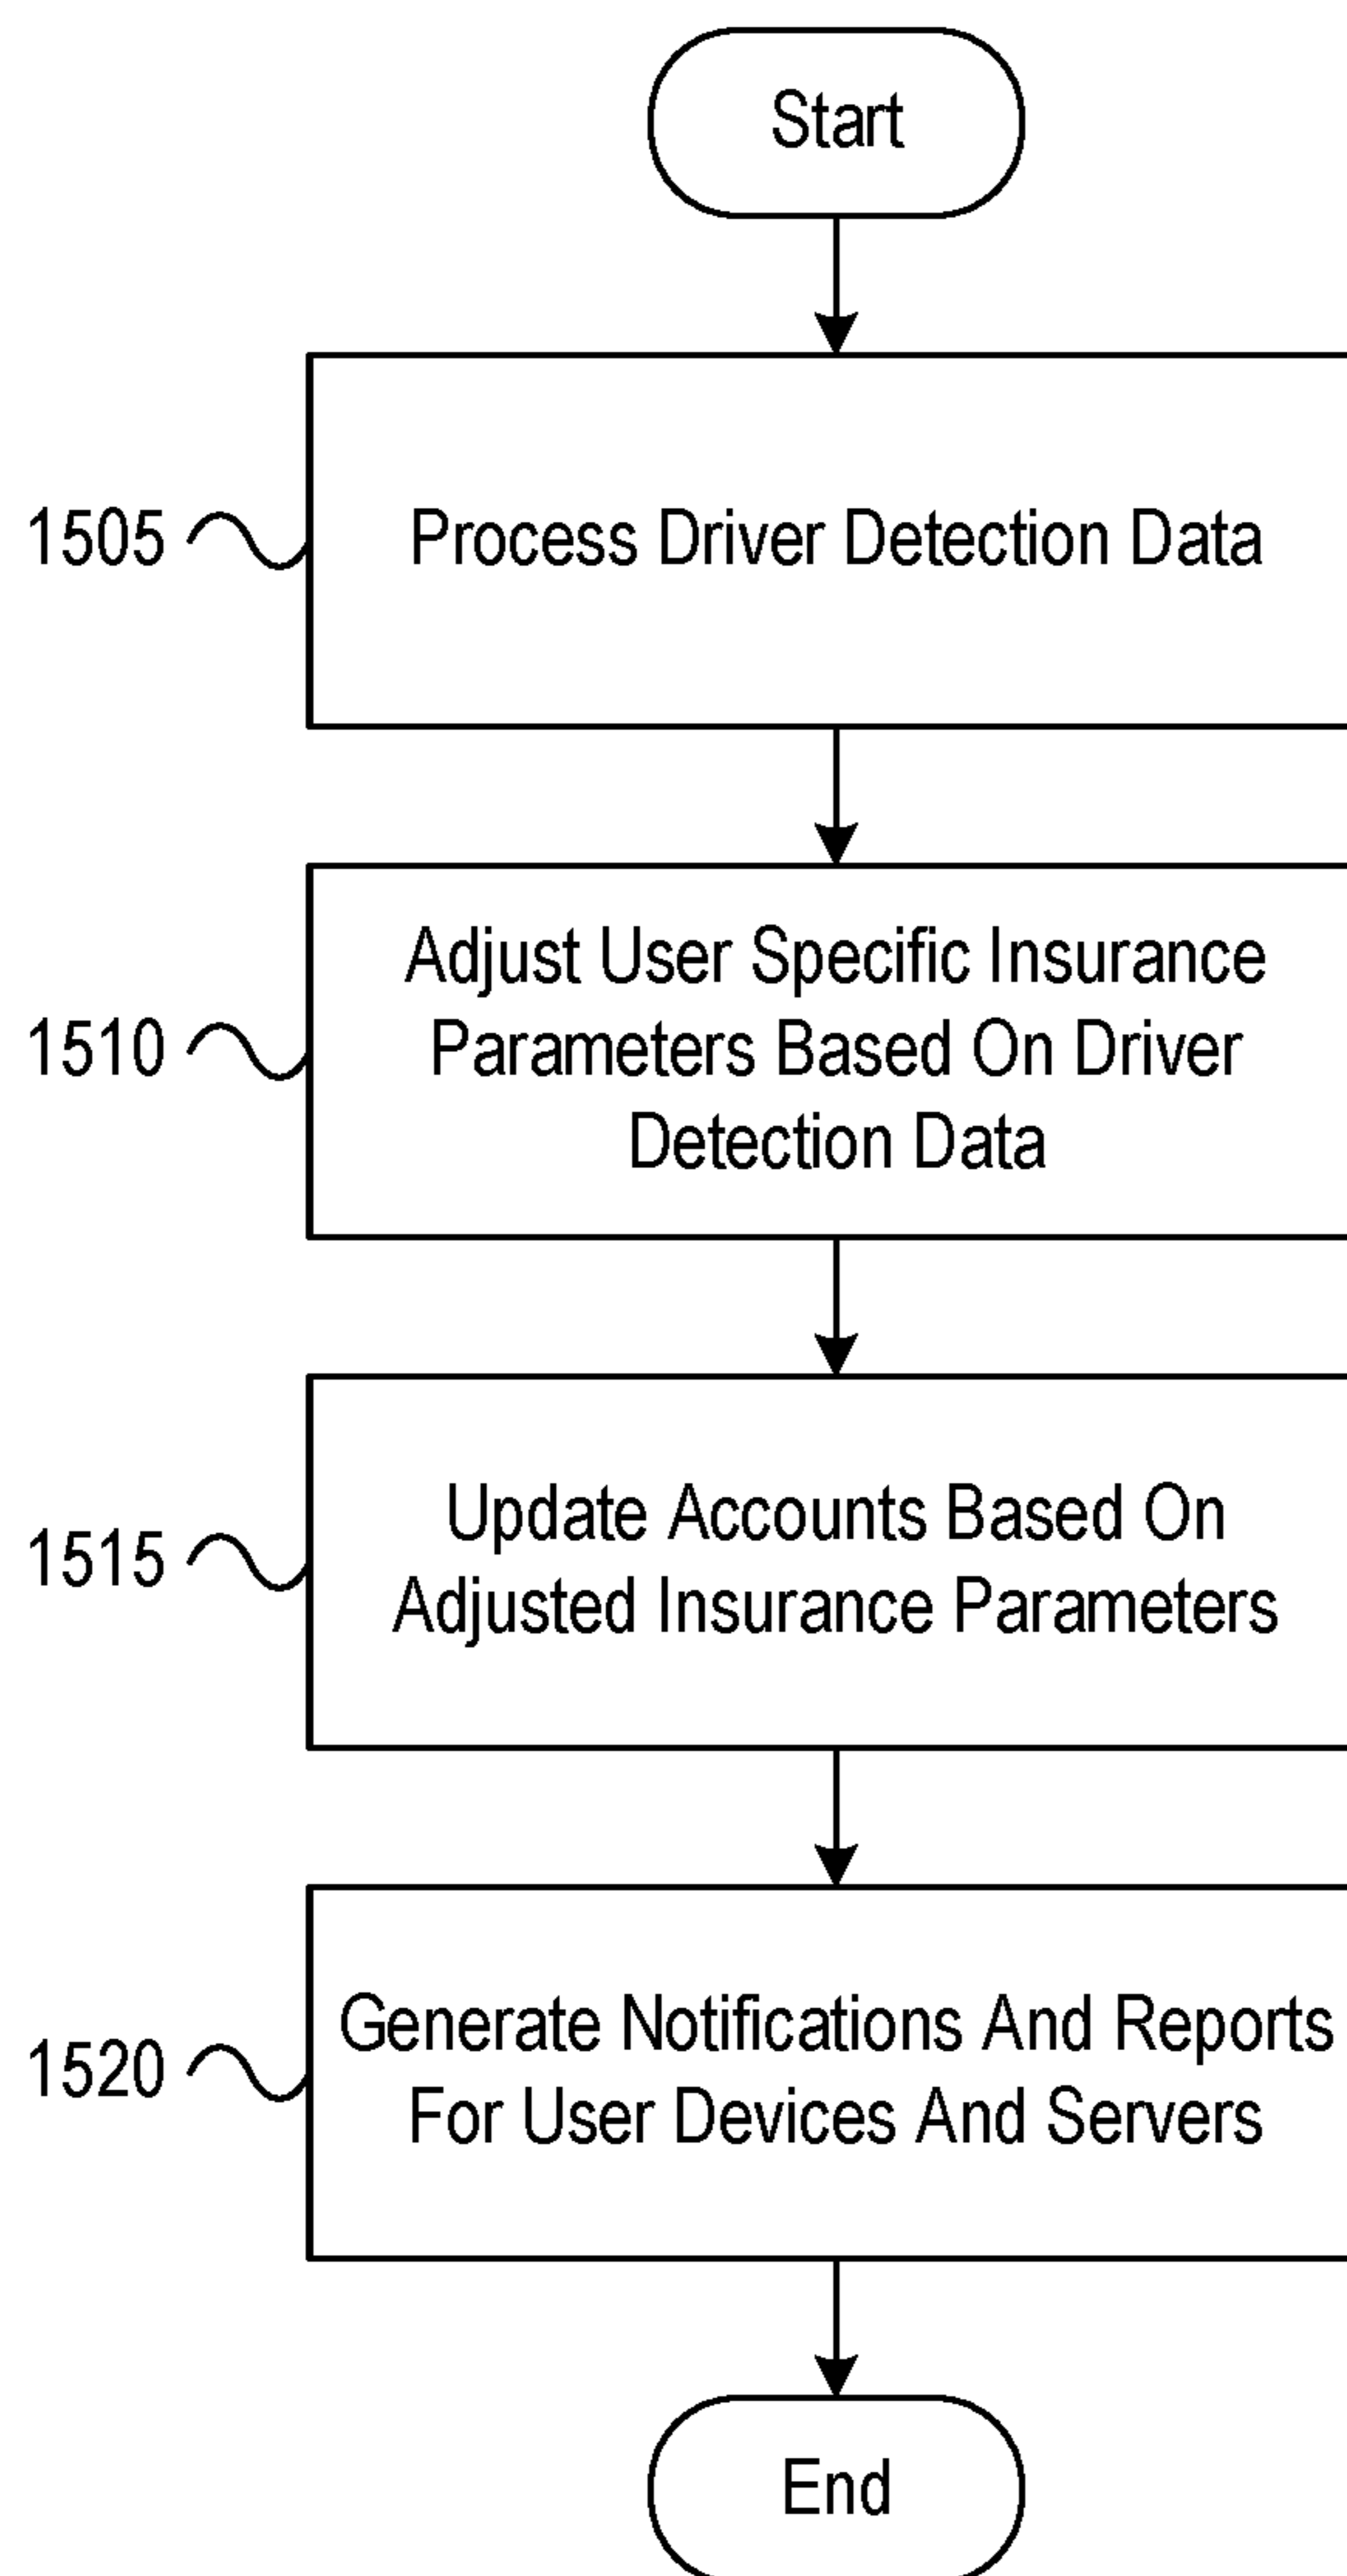 Start
1505
Process Driver Detection Data
1510
Adjust User Specific Insurance
Parameters Based On Driver
Detection Data
1515
Update Accounts Based On
Adjusted Insurance Parameters
1520
Generate Notifications And Reports
For User Devices And Servers
End